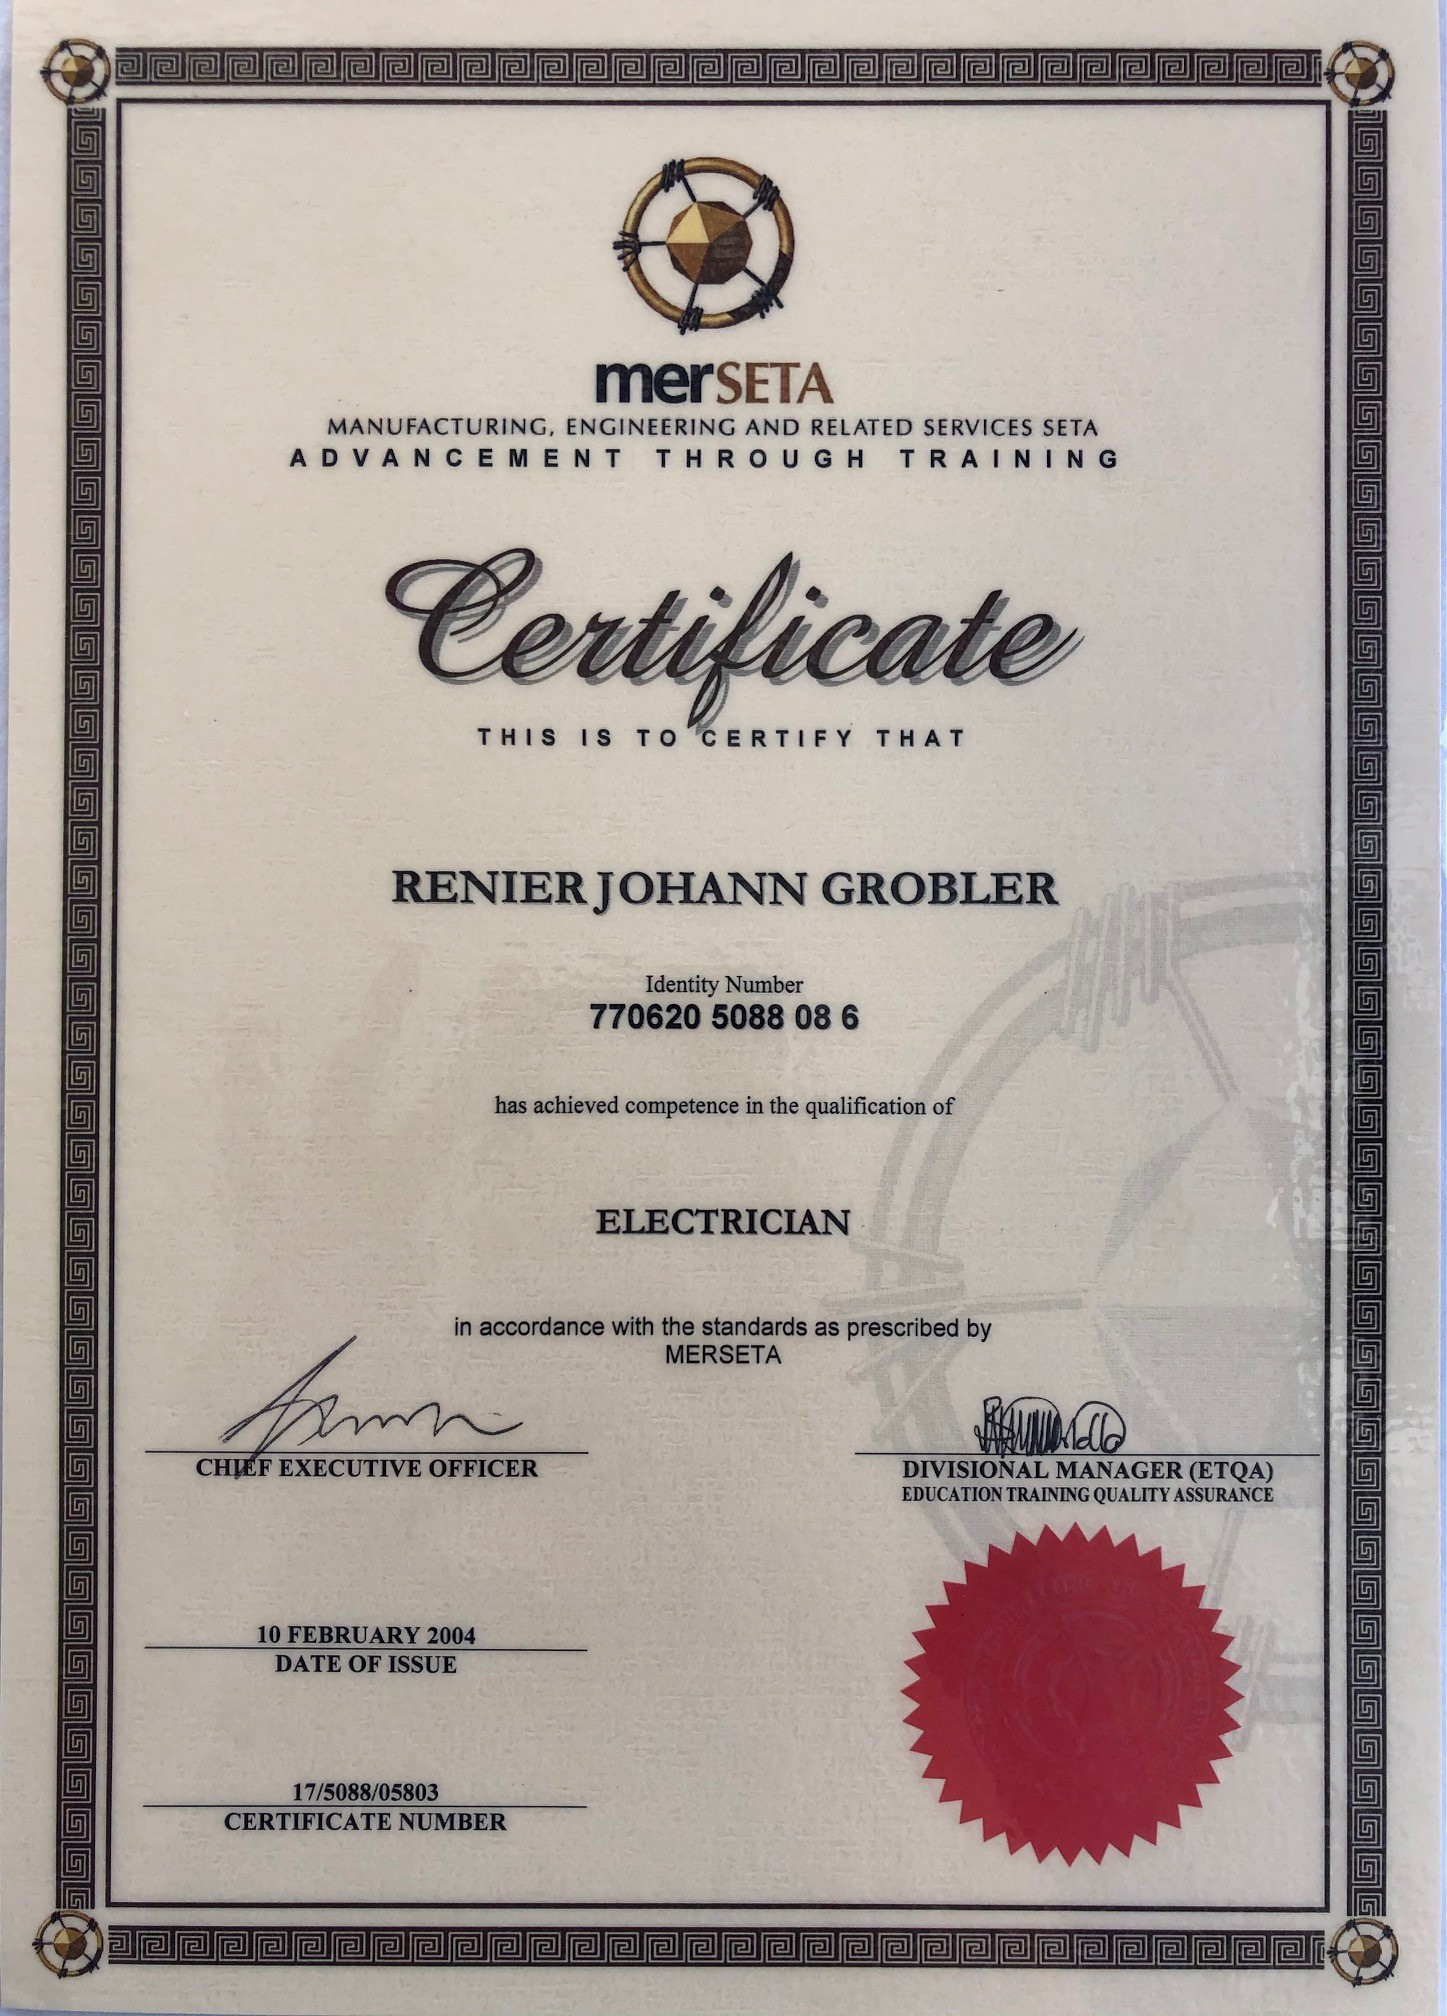 merSETA
MANUFACTURING, ENGINEERING AND RELATED SERVICES SETA
ADVANCEMENT THROUGH TRAINING
Certificate
THIS IS TO CERTIFY THAT
RENIER JOHANN GROBLER
Identity Number
770620 5088 08 6
has achieved competence in the qualification of
ELECTRICIAN
in accordance with the standards as prescribed by
MERSETA
CHIEF EXECUTIVE OFFICER
DIVISIONAL MANAGER (ETQA)
EDUCATION TRAINING QUALITY ASSURANCE
10 FEBRUARY 2004
DATE OF ISSUE
17/5088/05803
CERTIFICATE NUMBER